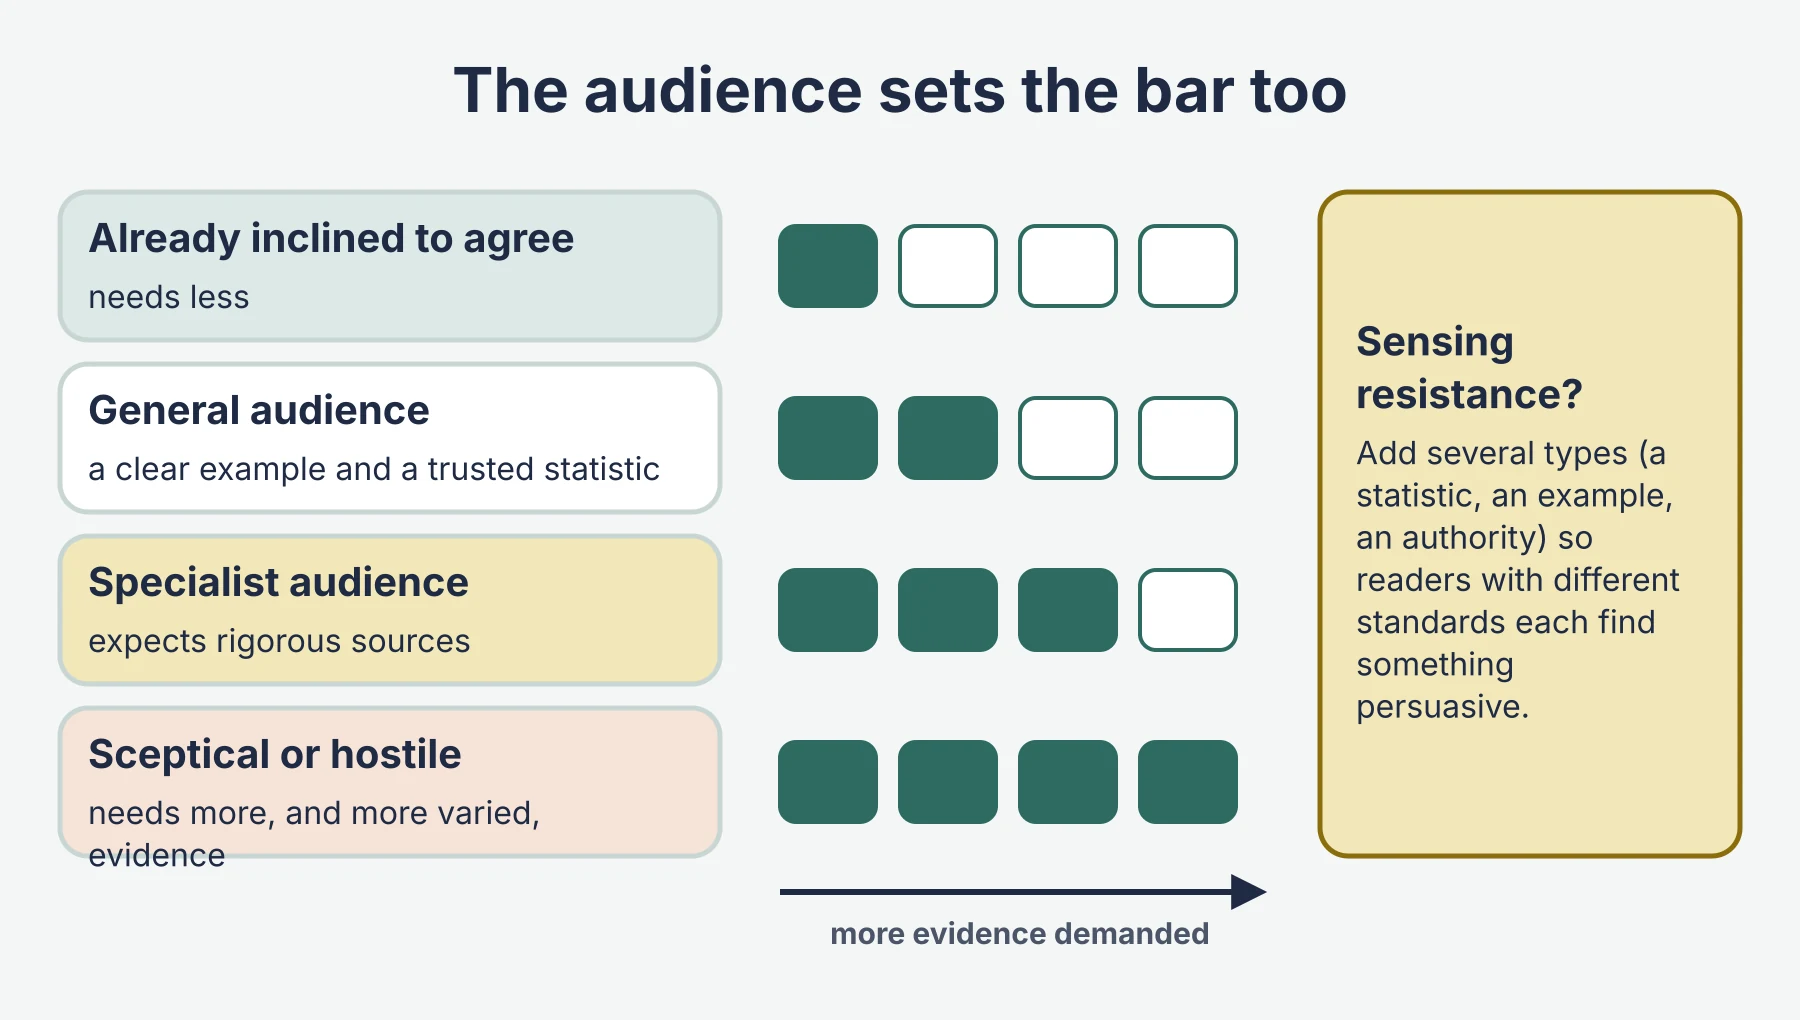 The audience sets the bar too
Already inclined to agree
needs less
General audience
a clear example and a trusted statistic
Specialist audience
expects rigorous sources
Sceptical or hostile
needs more, and more varied,
evidence
more evidence demanded
Sensing
resistance?
Add several types (a
statistic, an example,
an authority) so
readers with different
standards each find
something
persuasive.